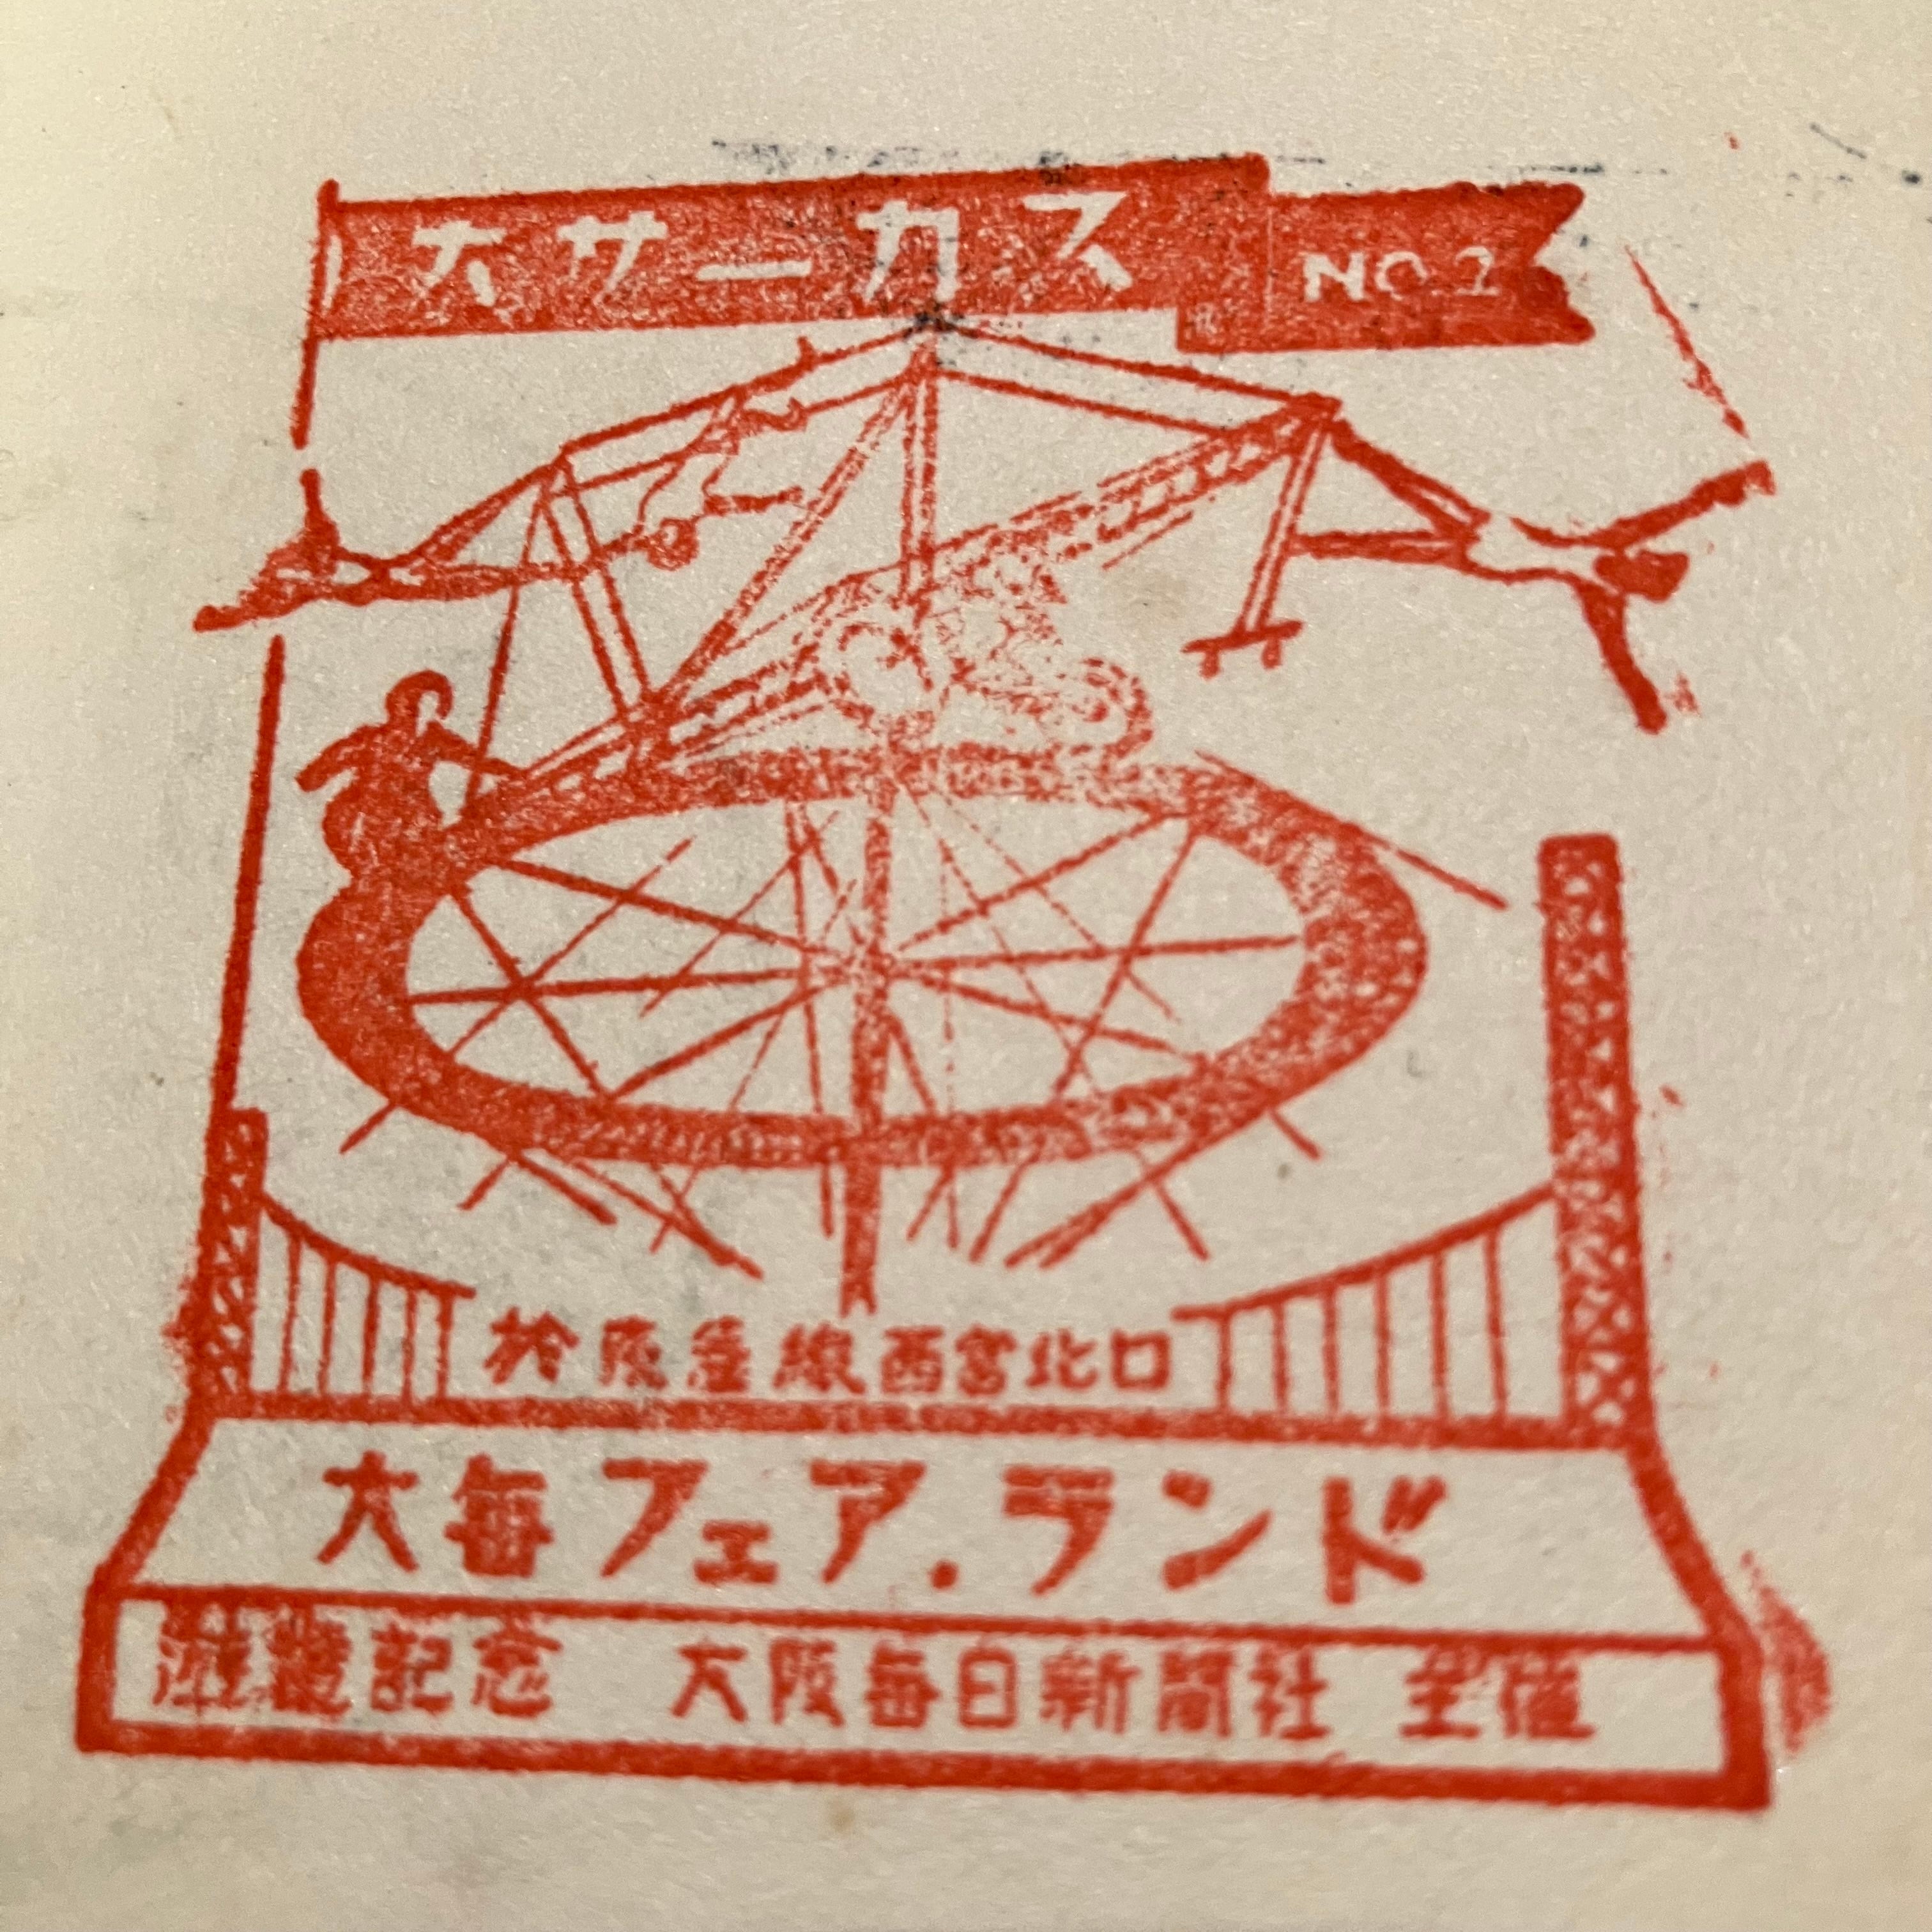 大サーカス NO.1
於阪急線西宮北口
大毎フェア.ランド
遊覧記念 大阪毎日新聞社 主催